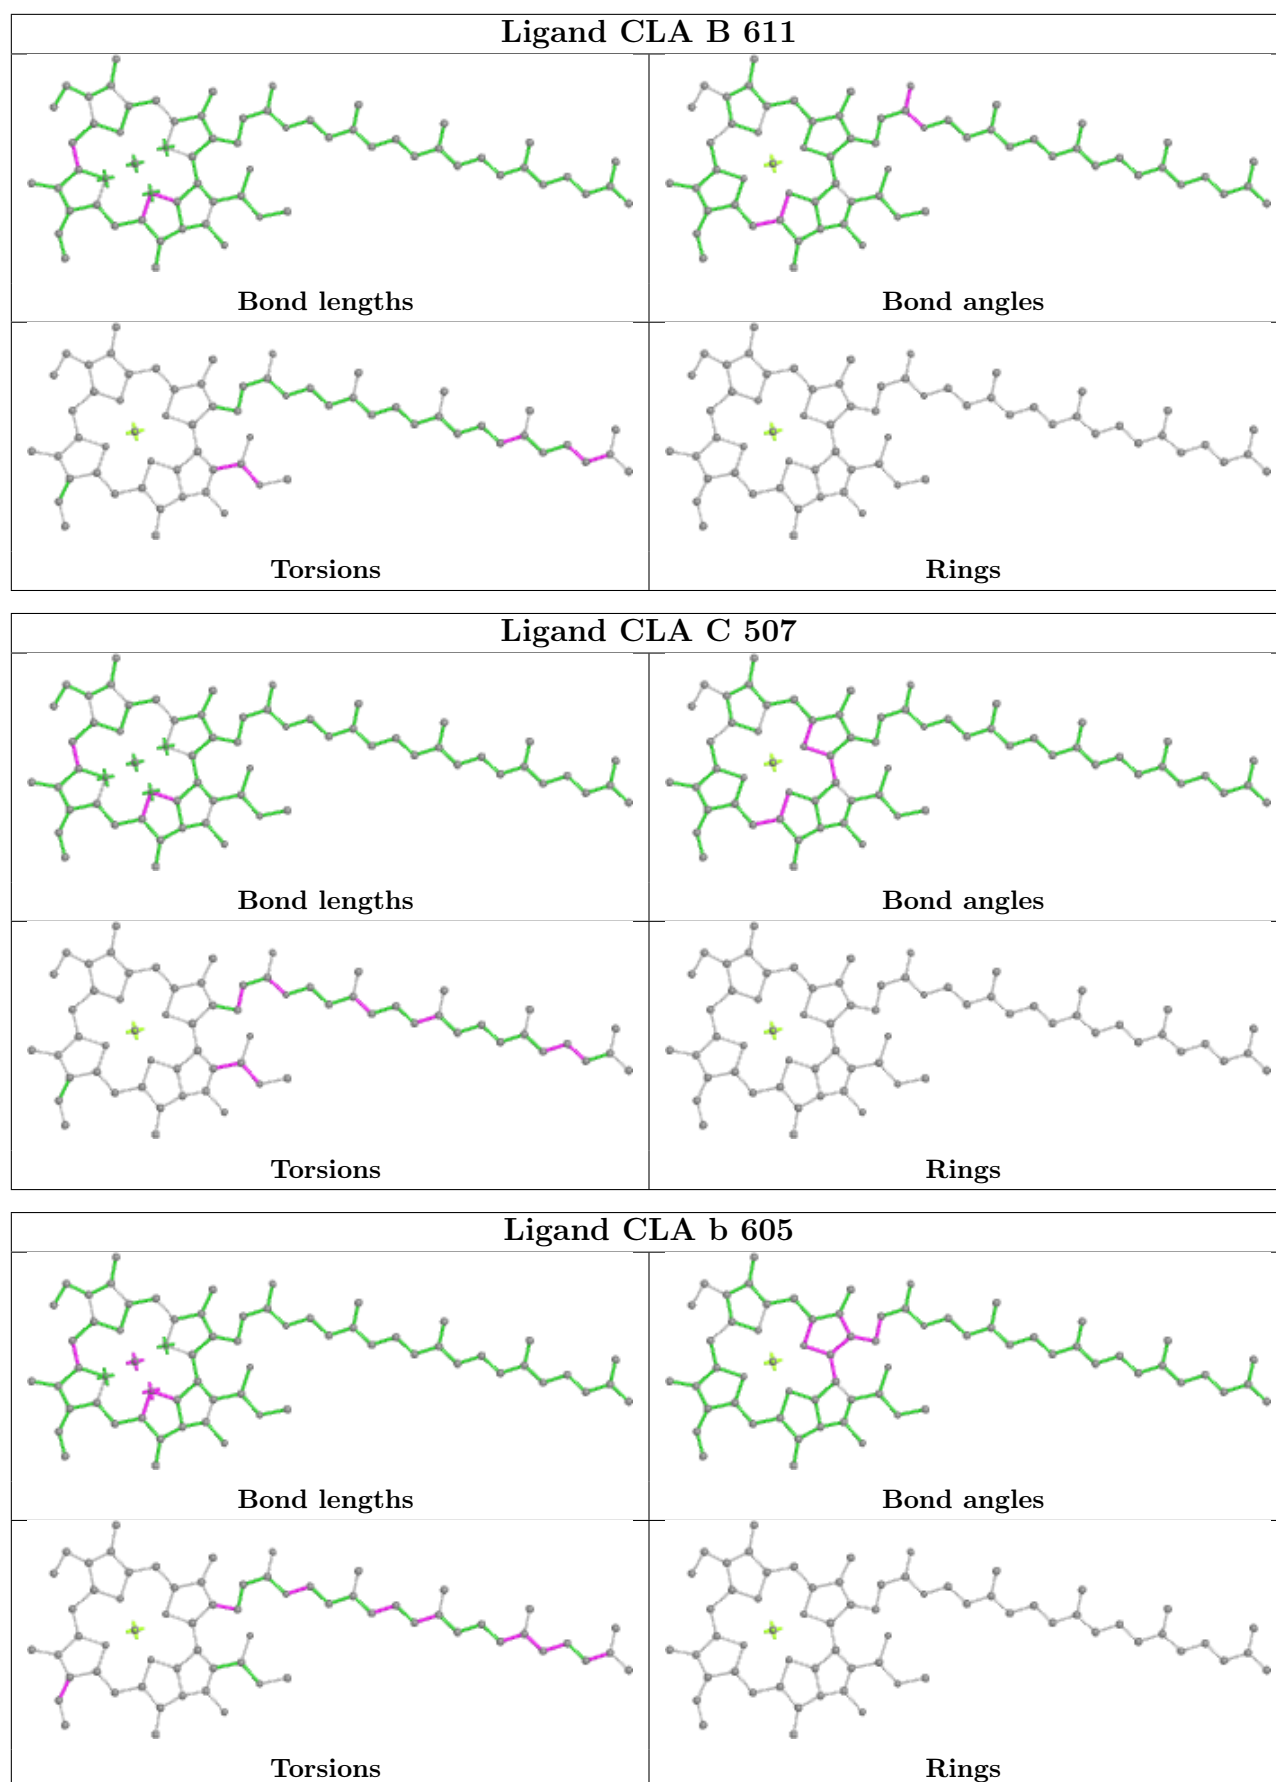 Ligand CLA B 611
Bond lengths
Bond angles
Torsions
Rings
Ligand CLA C 507
Bond lengths
Bond angles
Torsions
Rings
Ligand CLA b 605
Bond lengths
Bond angles
Torsions
Rings